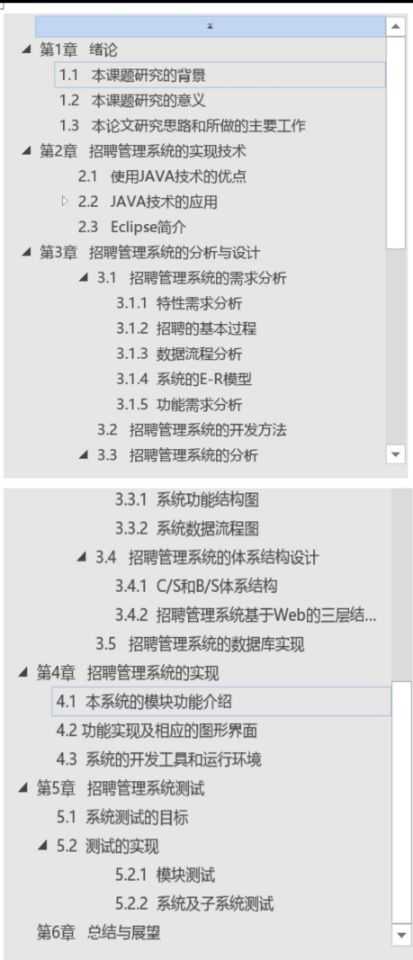 第1章 绪论
1.1 本课题研究的背景
1.2 本课题研究的意义
1.3 本论文研究思路和所做的主要工作
第2章 招聘管理系统的实现技术
2.1 使用JAVA技术的优点
2.2 JAVA技术的应用
2.3 Eclipse简介
第3章 招聘管理系统的分析与设计
3.1 招聘管理系统的需求分析
3.1.1 特性需求分析
3.1.2 招聘的基本过程
3.1.3 数据流程分析
3.1.4 系统的E-R模型
3.1.5 功能需求分析
3.2 招聘管理系统的开发方法
3.3 招聘管理系统的分析
3.3.1 系统功能结构图
3.3.2 系统数据流程图
3.4 招聘管理系统的体系结构设计
3.4.1 C/S和B/S体系结构
3.4.2 招聘管理系统基于Web的三层结...
3.5 招聘管理系统的数据库实现
第4章 招聘管理系统的实现
4.1 本系统的模块功能介绍
4.2 功能实现及相应的图形界面
4.3 系统的开发工具和运行环境
第5章 招聘管理系统测试
5.1 系统测试的目标
5.2 测试的实现
5.2.1 模块测试
5.2.2 系统及子系统测试
第6章 总结与展望